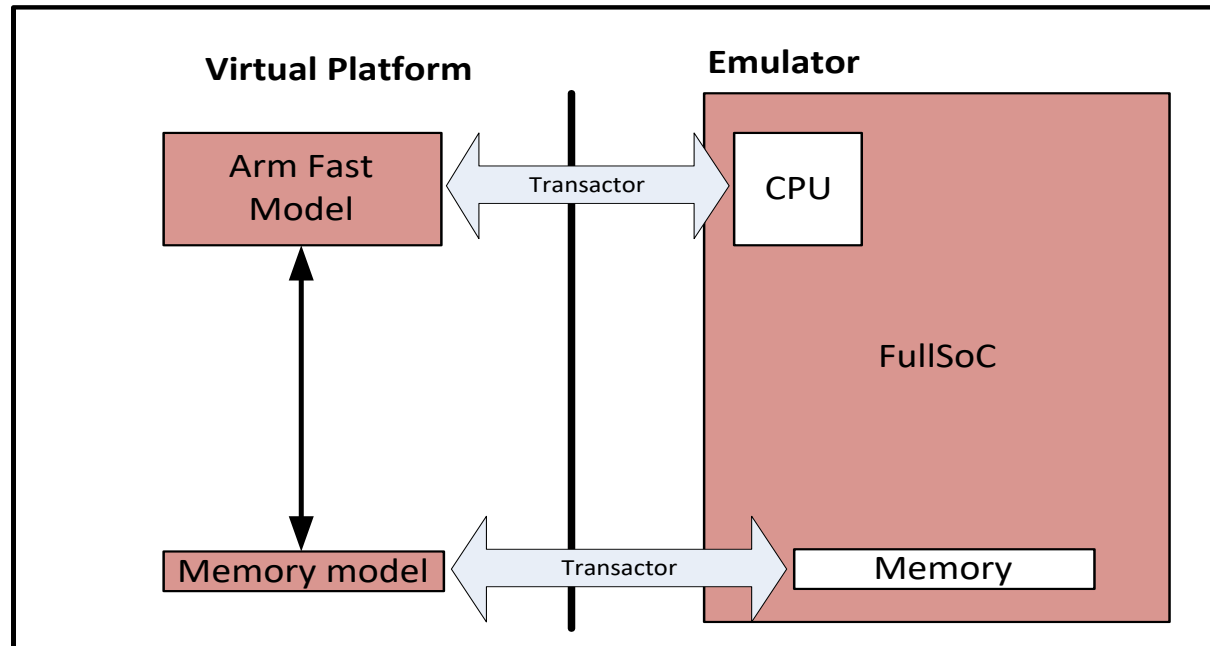 Virtual Platform
Emulator
Arm Fast
Model
Transactor
CPU
FullSoC
Memory model
Transactor
Memory